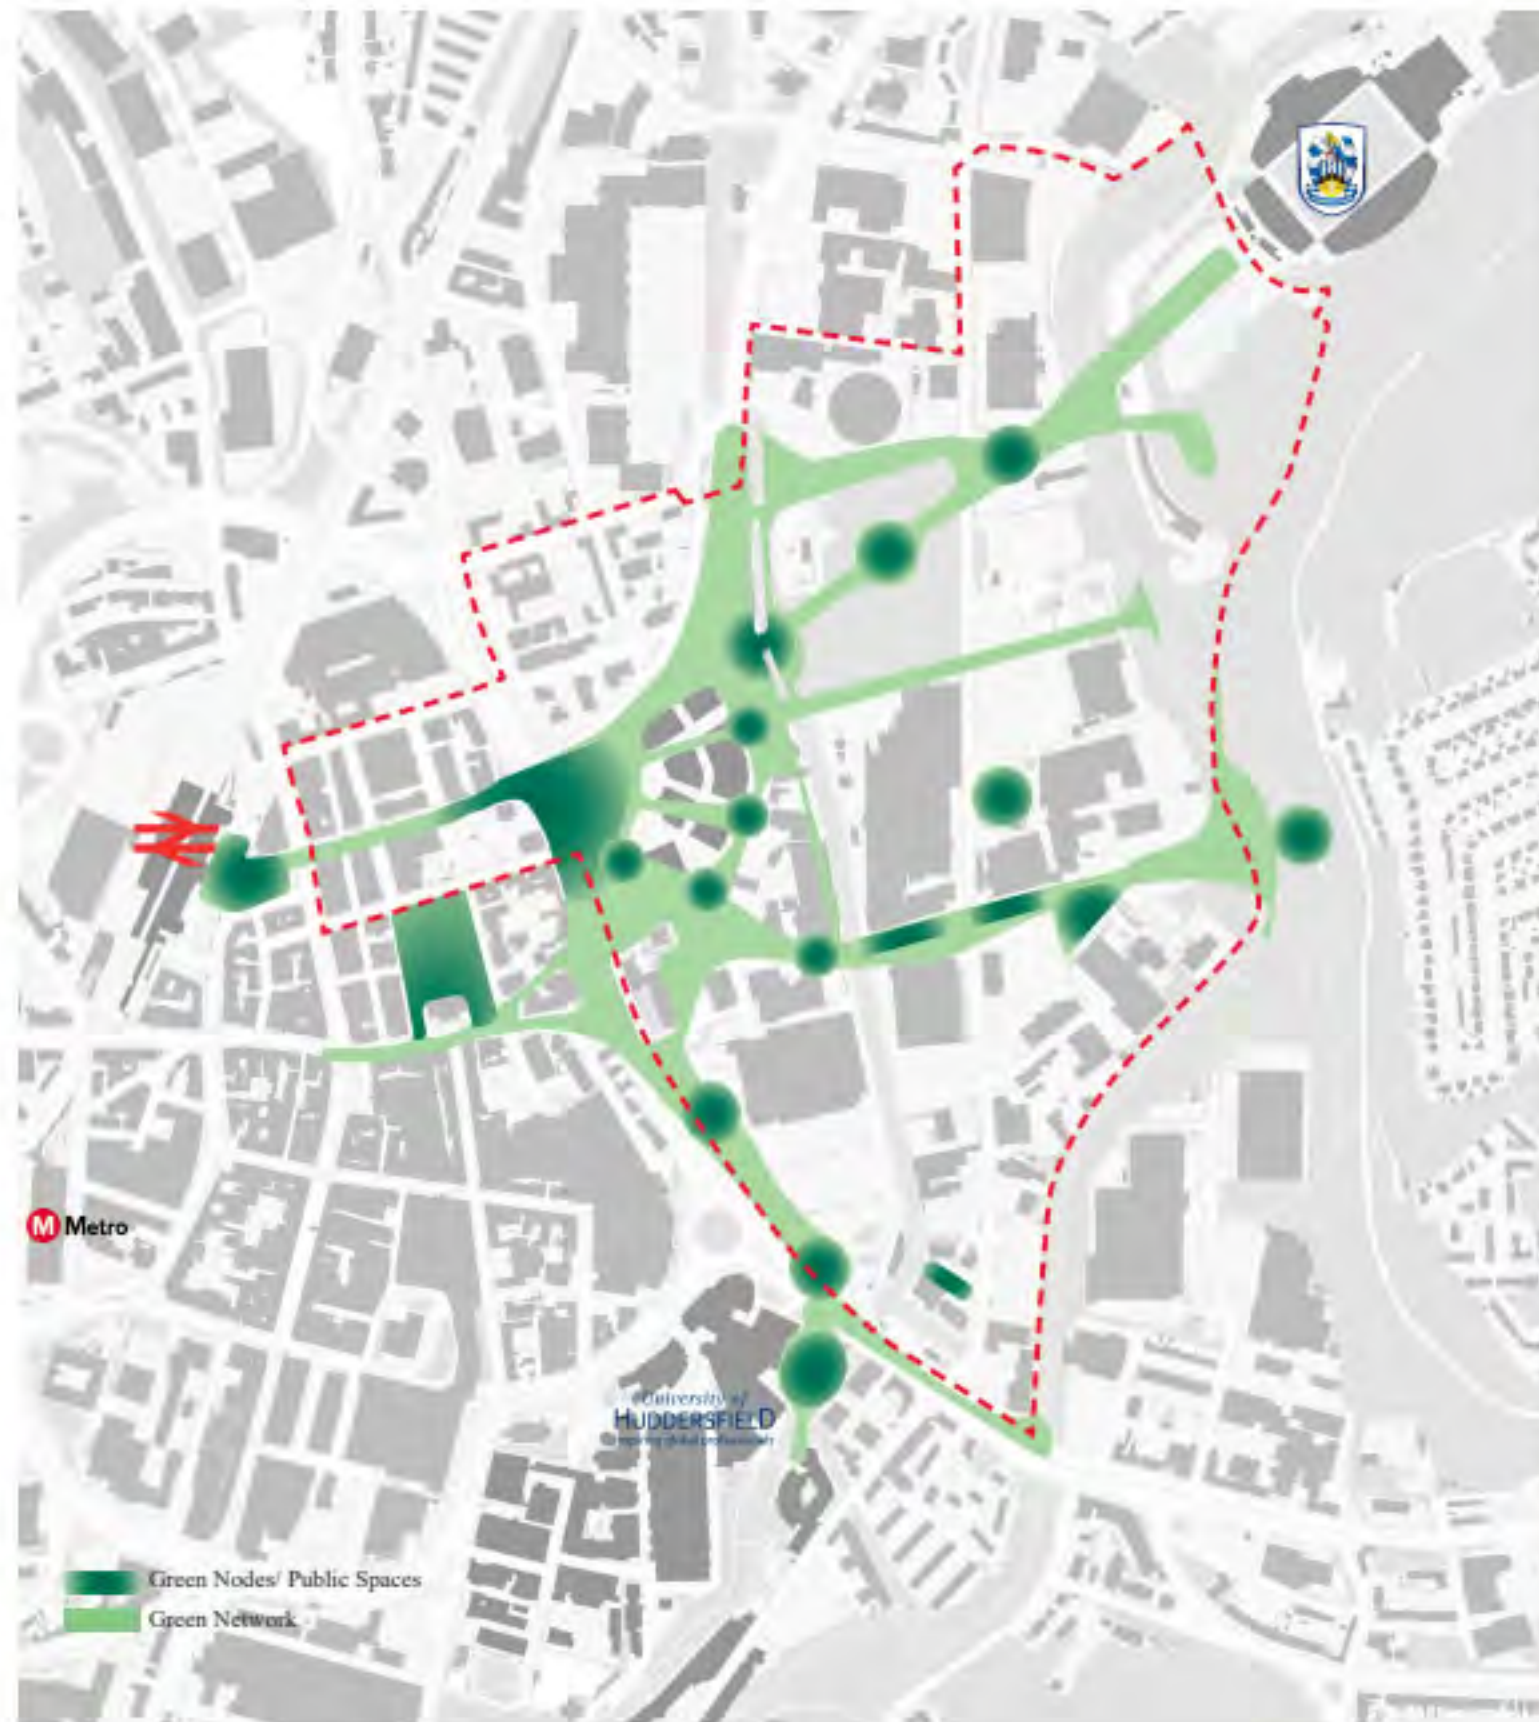 M Metro
University of
HUDDERSFIELD
Green Nodes/ Public Spaces
Green Network